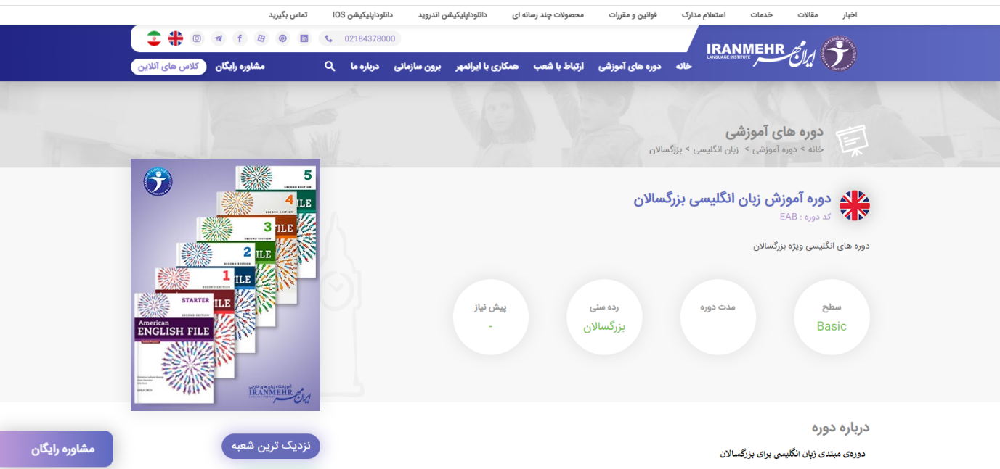 اخبار
مقالات
خدمات
استعلام مدارک
قوانین و مقررات
محصولات چند رسانه ای
دانلوداپلیکیشن اندروید
دانلوداپلیکیشن IOS
تماس بگیرید
02184378000
ایران مهر
IRANMEHR
LANGUAGE INSTITUTE
خانه
دوره های آموزشی
ارتباط با شعب
همکاری با ایرانمهر
برون سازمانی
درباره ما
مشاوره رایگان
کلاس های آنلاین
دوره های آموزشی
خانه > دوره آموزشی > زبان انگلیسی > بزرگسالان
دوره آموزش زبان انگلیسی بزرگسالان
کد دوره : EAB
دوره های انگلیسی ویژه بزرگسالان
سطح
Basic
مدت دوره
رده سنی
بزرگسالان
پیش نیاز
-
5
SECOND EDITION
ILE
4
SECOND EDITION
FILE
3
SECOND EDITION
ILE
2
SECOND EDITION
ILE
1
SECOND EDITION
ILE
STARTER
SECOND EDITION
American
ENGLISH FILE
OXFORD
آموزشگاه زبان های خارجی
IRANMEHR
LANGUAGE INSTITUTE
ایران مهر
درباره دوره
دوره‌ی مبتدی زبان انگلیسی برای بزرگسالان
نزدیک ترین شعبه
مشاوره رایگان